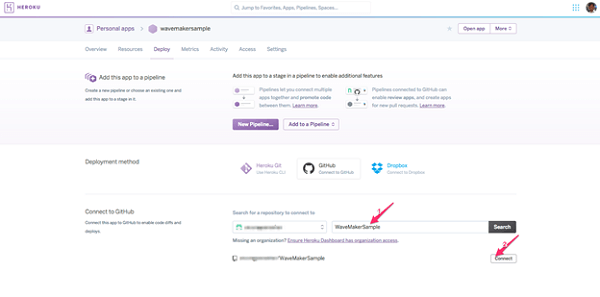 HEROKU
Jump to Favorites, Apps, Pipelines, Spaces...
Personal apps > wavemakersample
Open app
More
Overview Resources Deploy Metrics Activity Access Settings
Add this app to a pipeline
Create a new pipeline or choose an existing one and
add this app to a stage in it.
Add this app to a stage in a pipeline to enable additional features
Pipelines let you connect multiple
apps together and promote code
between them. Learn more.
Pipelines connected to GitHub can
enable review apps, and create apps
for new pull requests. Learn more.
New Pipeline...
Add to a Pipeline
Deployment method
Heroku Git
Use Heroku CLI
GitHub
Connect to GitHub
Dropbox
Connect to Dropbox
Connect to GitHub
Connect this app to GitHub to enable code diffs and
deploys.
Search for a repository to connect to
1
WaveMakerSample
Search
Missing an organization? Ensure Heroku Dashboard has organization access.
2
/WaveMakerSample
Connect